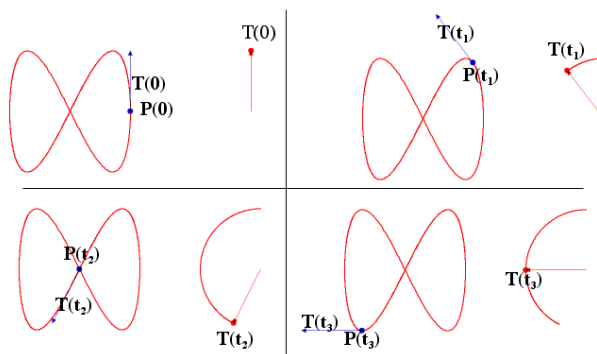 T(0)
T(0)
P(0)
T(t₁)
P(t₁)
T(t₁)
P(t₂)
T(t₂)
T(t₂)
T(t₃)
P(t₃)
T(t₃)